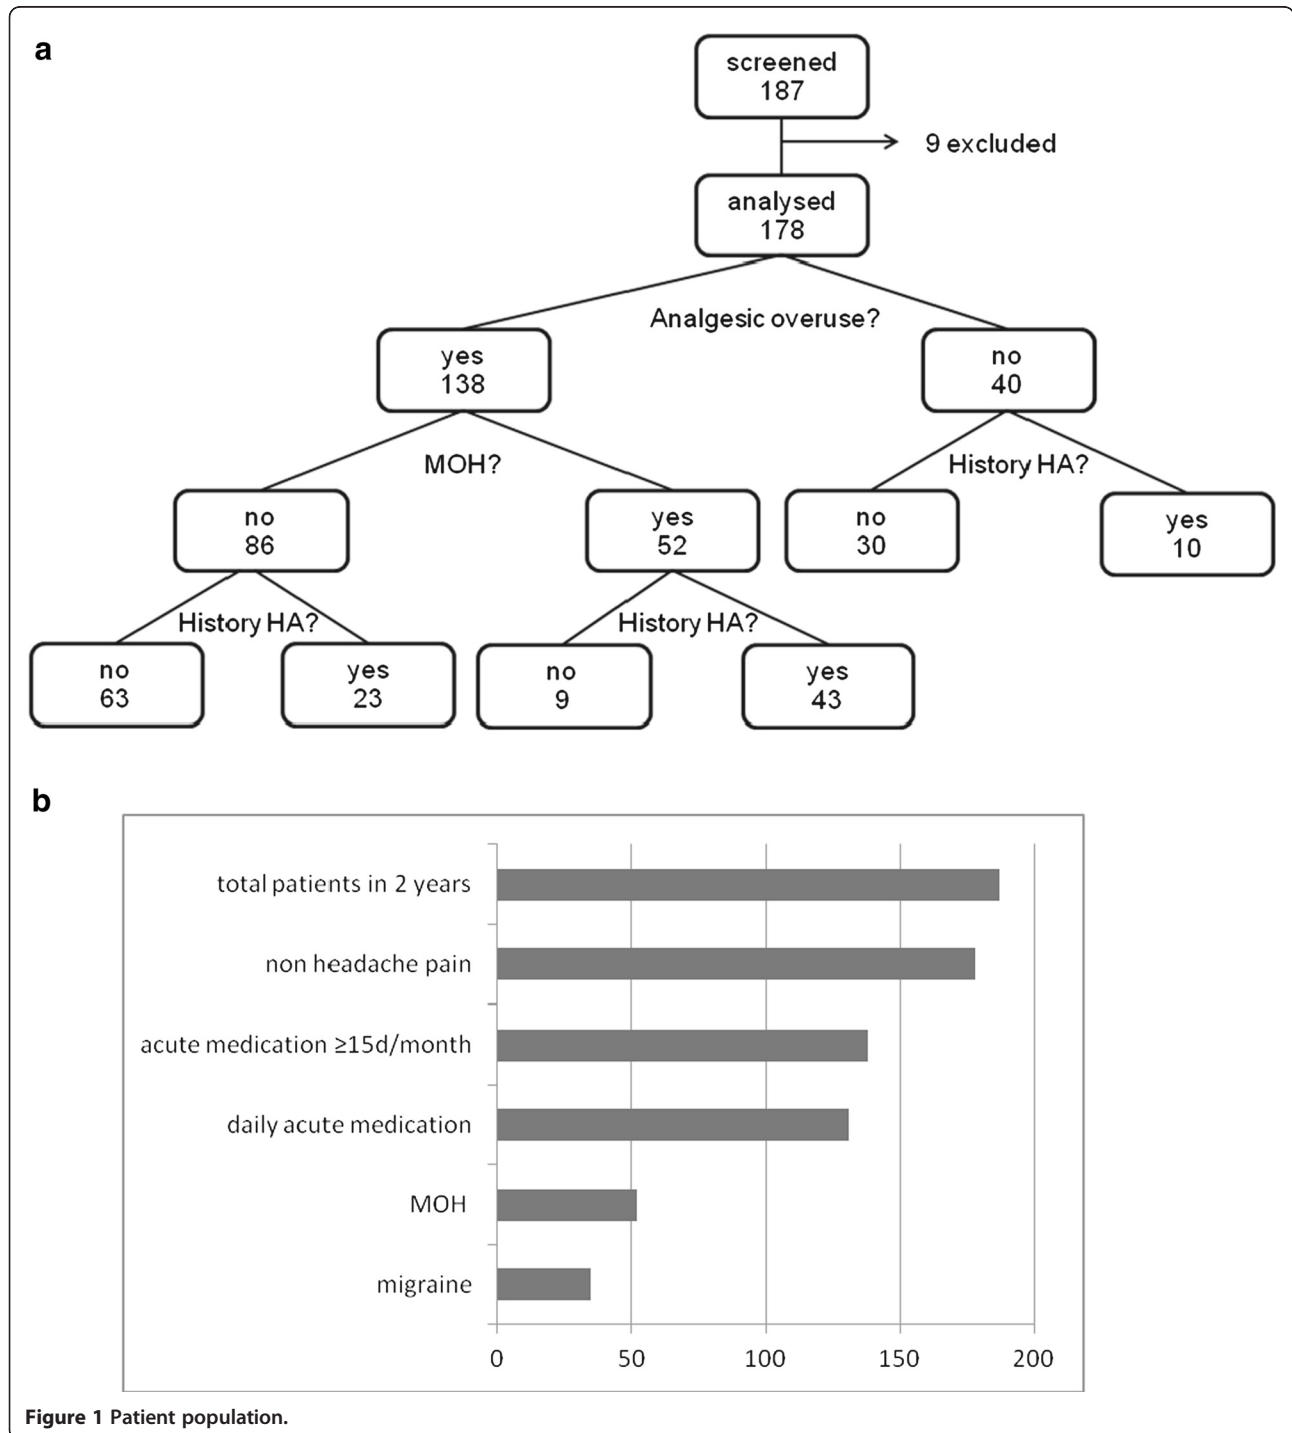 a
screened
187
9 excluded
analysed
178
Analgesic overuse?
yes
138
no
40
MOH?
History HA?
no
86
yes
52
no
30
yes
10
History HA?
History HA?
no
63
yes
23
no
9
yes
43
b
total patients in 2 years
non headache pain
acute medication ≥15d/month
daily acute medication
MOH
migraine
0 50 100 150 200
Figure 1 Patient population.